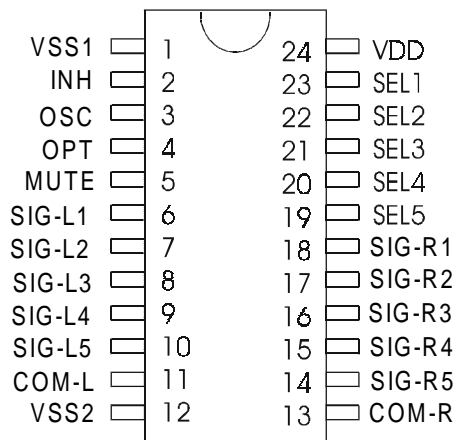 VSS1 1 24 VDD
INH 2 23 SEL1
OSC 3 22 SEL2
OPT 4 21 SEL3
MUTE 5 20 SEL4
SIG-L1 6 19 SEL5
SIG-L2 7 18 SIG-R1
SIG-L3 8 17 SIG-R2
SIG-L4 9 16 SIG-R3
SIG-L5 10 15 SIG-R4
COM-L 11 14 SIG-R5
VSS2 12 13 COM-R